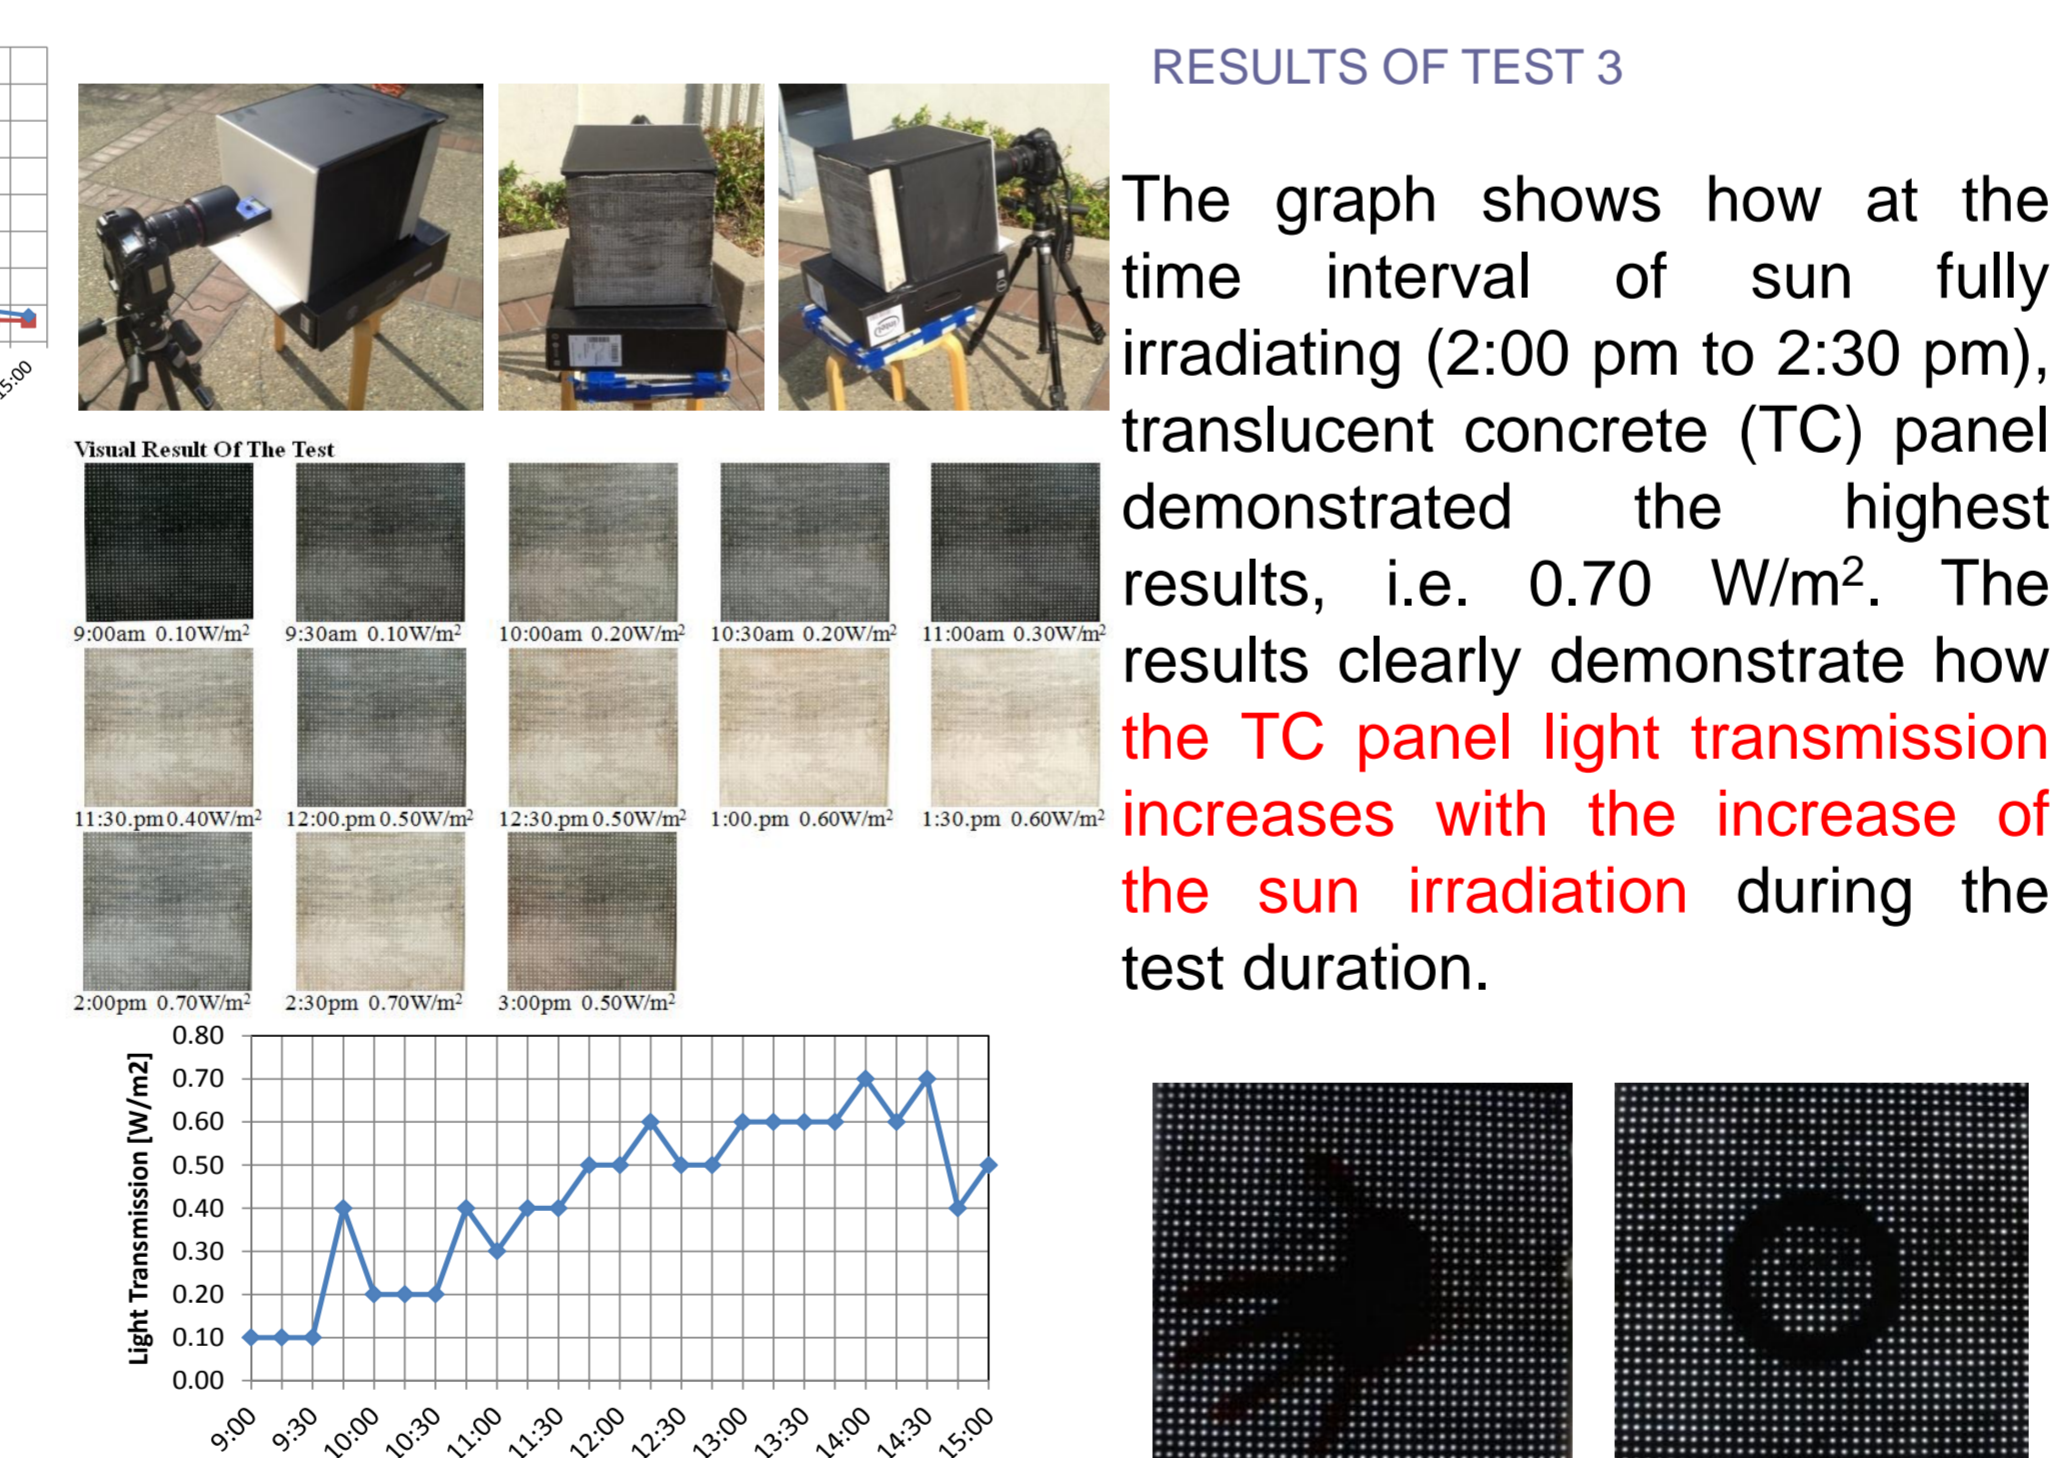 RESULTS OF TEST 3
The graph shows how at the
time interval of sun fully
irradiating (2:00 pm to 2:30 pm),
translucent concrete (TC) panel
demonstrated the highest
results, i.e. 0.70 W/m². The
results clearly demonstrate how
the TC panel light transmission
increases with the increase of
the sun irradiation during the
test duration.
15:00
Visual Result Of The Test
9:00am 0.10W/m² 9:30am 0.10W/m² 10:00am 0.20W/m² 10:30am 0.20W/m² 11:00am 0.30W/m²
11:30.pm 0.40W/m² 12:00.pm 0.50W/m² 12:30.pm 0.50W/m² 1:00.pm 0.60W/m² 1:30.pm 0.60W/m²
2:00pm 0.70W/m² 2:30pm 0.70W/m² 3:00pm 0.50W/m²
Light Transmission [W/m2]
0.80
0.70
0.60
0.50
0.40
0.30
0.20
0.10
0.00
9:00 9:30 10:00 10:30 11:00 11:30 12:00 12:30 13:00 13:30 14:00 14:30 15:00